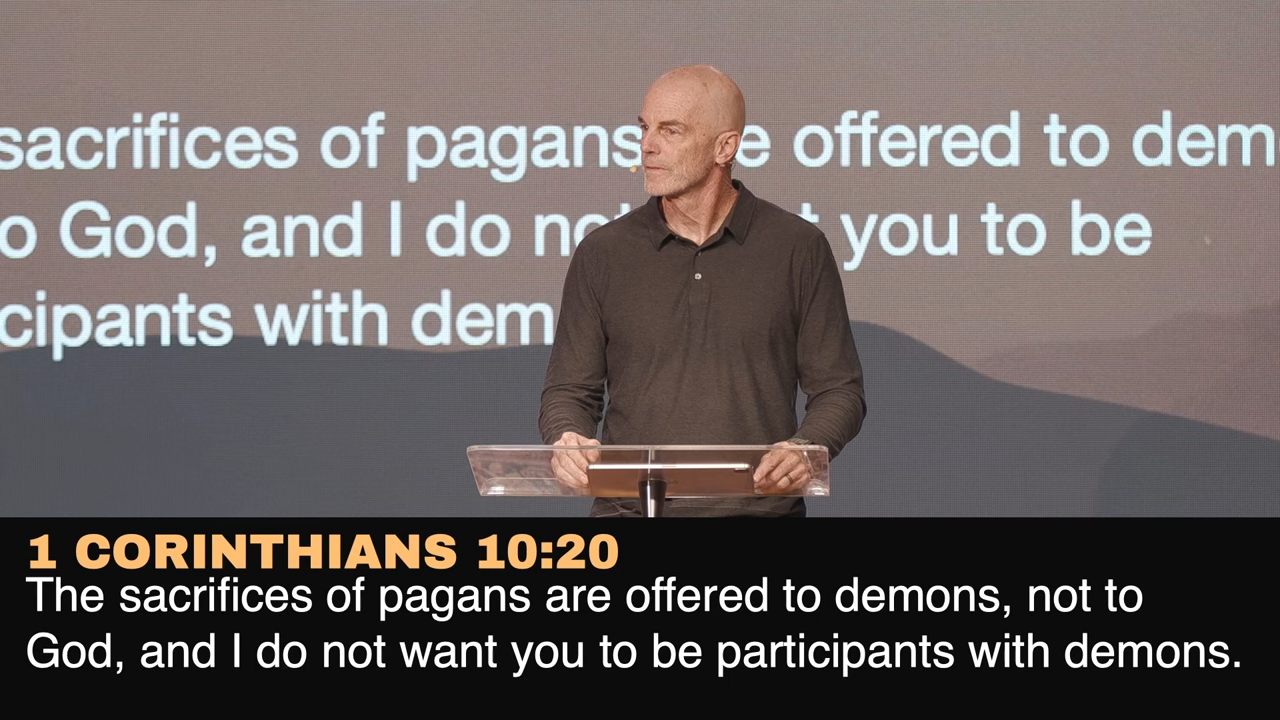 sacrifices of pagans offered to
God, and I do you to be
with
1 CORINTHIANS 10:20
The sacrifices of pagans are offered to demons, not to
God, and I do not want you to be participants with demons.